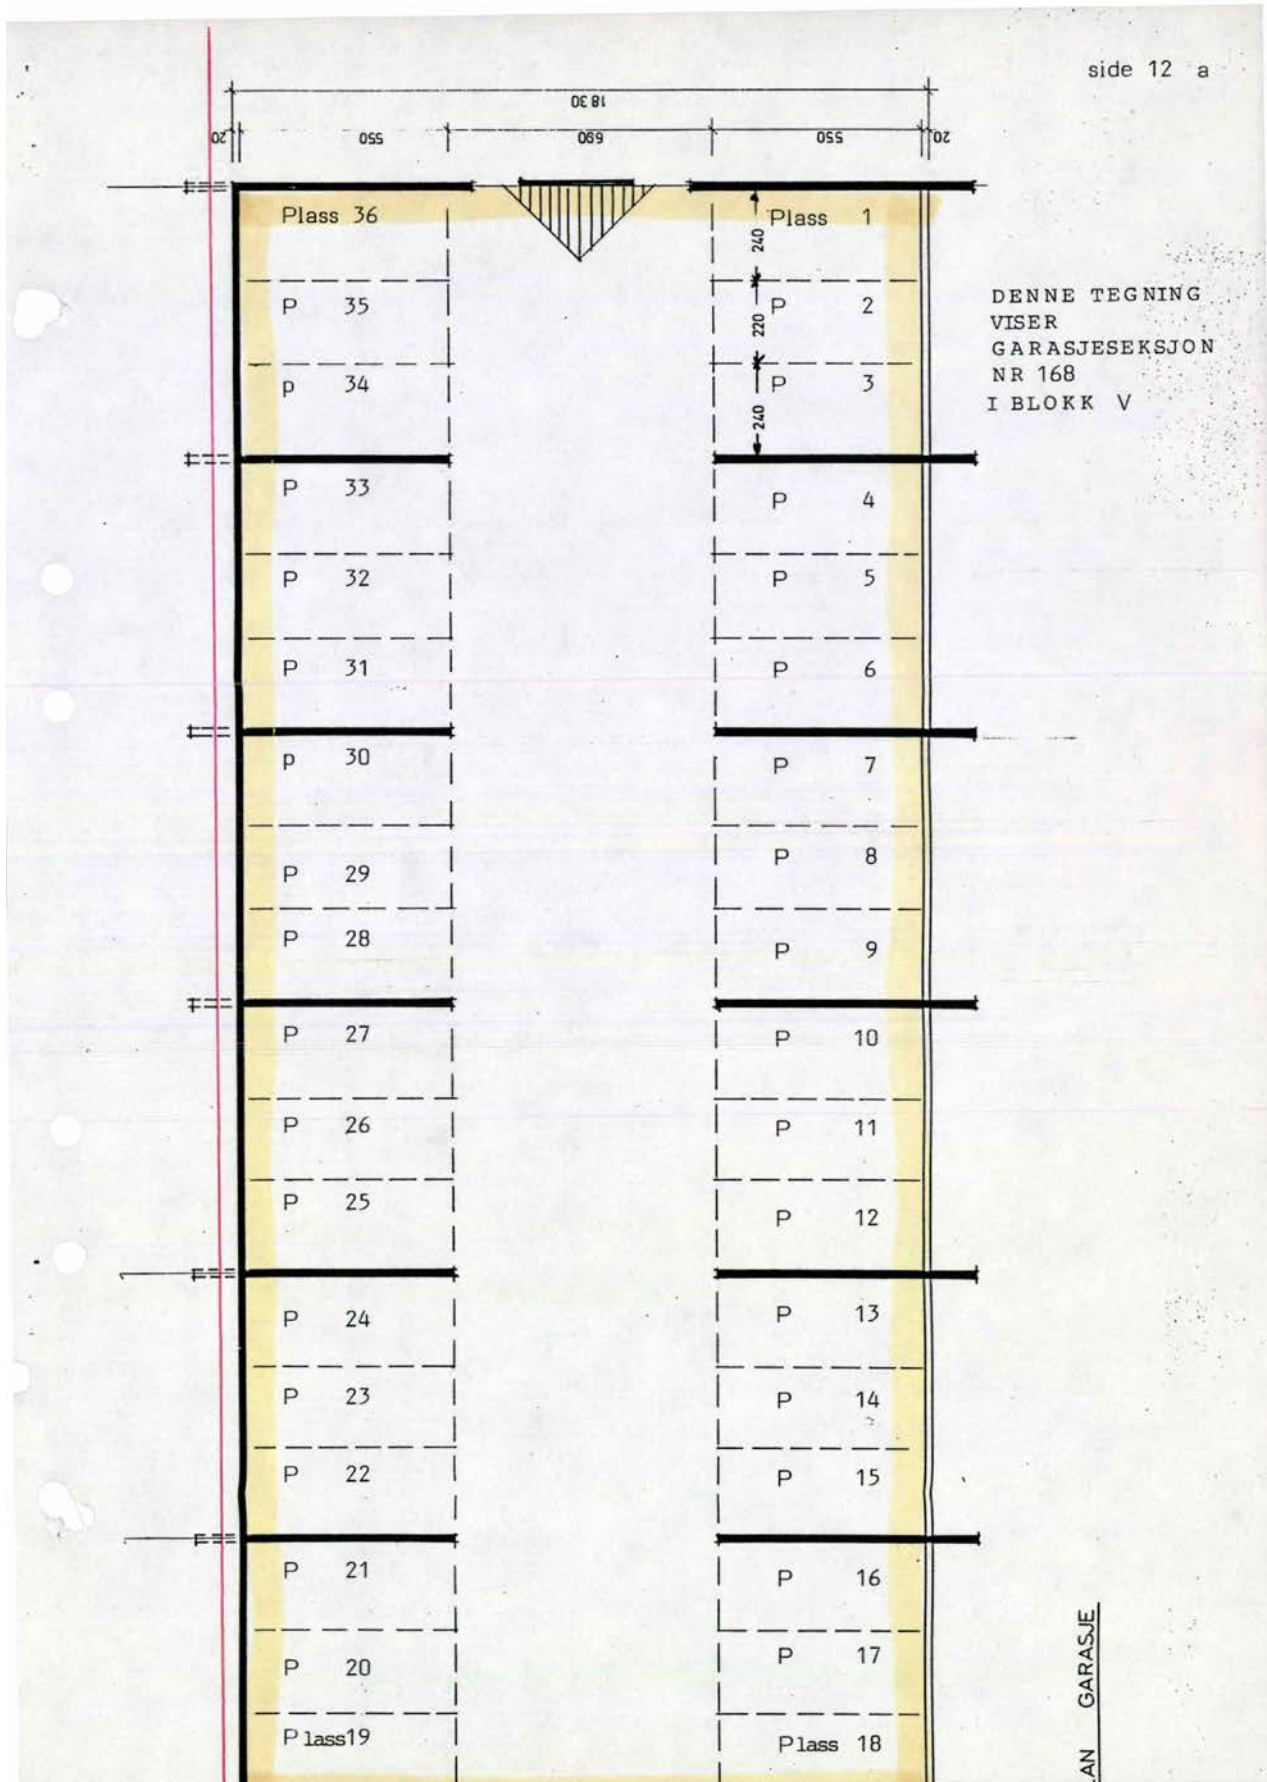 side 12 a
18 30
20 550 690 550 20
Plass 36
Plass 1
240
P 35
P 2
220
p 34
P 3
240
DENNE TEGNING
VISER
GARASJESEKSJON
NR 168
I BLOKK V
P 33
P 4
P 32
P 5
P 31
P 6
p 30
P 7
P 29
P 8
P 28
P 9
P 27
P 10
P 26
P 11
P 25
P 12
P 24
P 13
P 23
P 14
P 22
P 15
P 21
P 16
P 20
P 17
Plass19
Plass 18
GARASJE